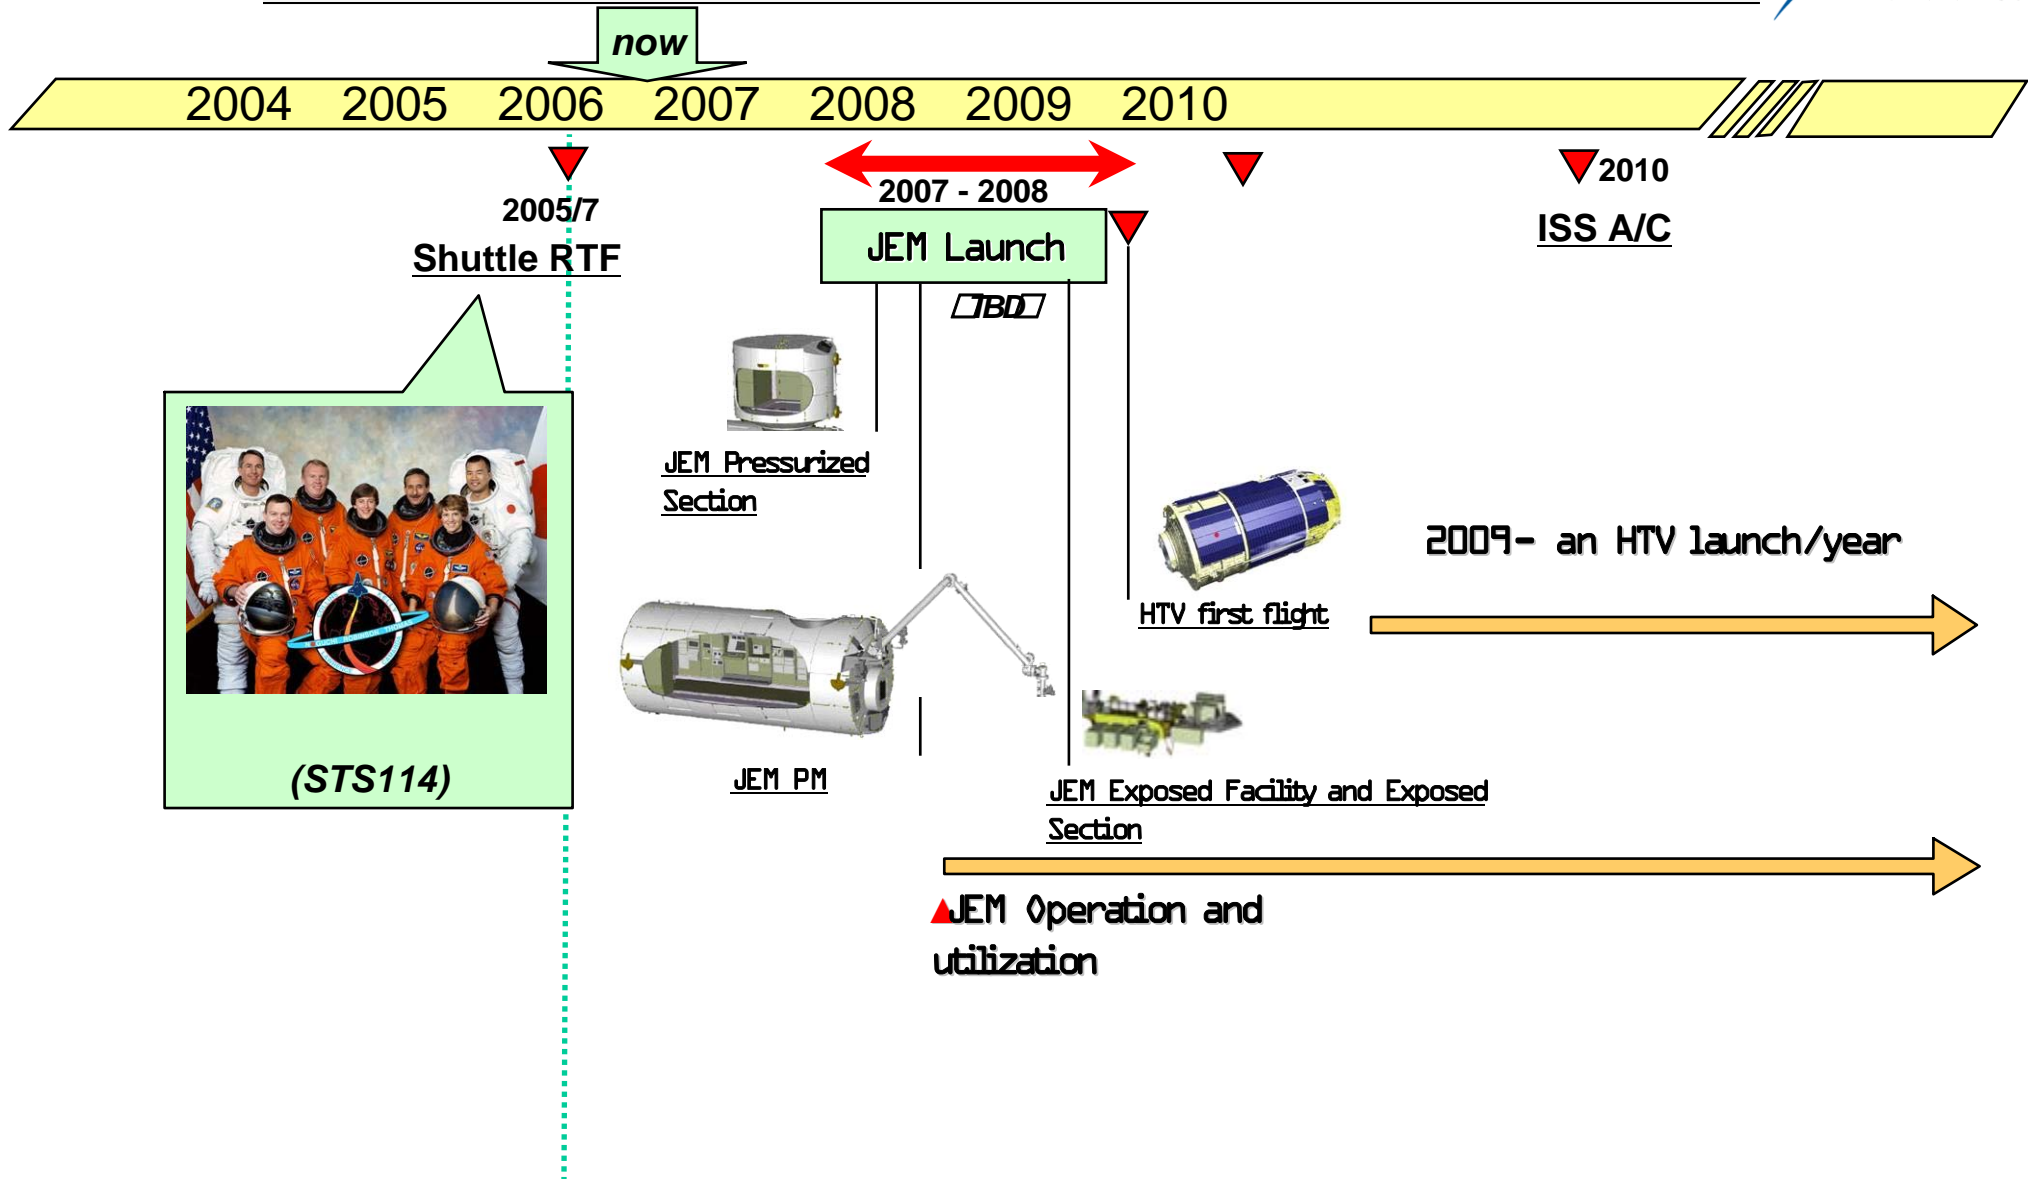 now
2004 2005 2006 2007 2008 2009 2010
2005/7
Shuttle RTF
2007 - 2008
JEM Launch
TBD
2010
ISS A/C
JEM Pressurized
Section
(STS114)
JEM PM
HTV first flight
2009- an HTV launch/year
JEM Exposed Facility and Exposed
Section
JEM Operation and
utilization